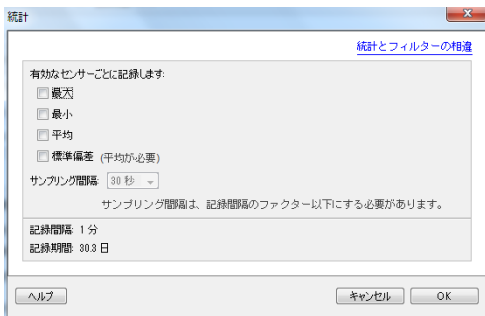 統計
統計とフィルターの相違
有効なセンサーごとに記録します:
最大
最小
平均
標準偏差 (平均が必要)
サンプリング間隔: 30 秒
サンプリング間隔は、記録間隔のファクター以下にする必要があります。
記録間隔: 1 分
記録期間: 30.3 日
ヘルプ
キャンセル
OK